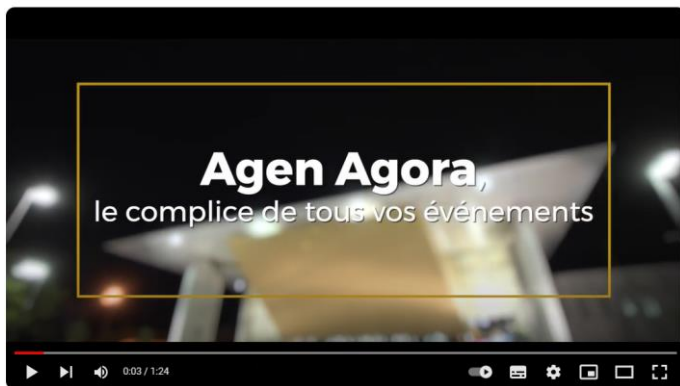 Agen Agora,
le complice de tous vos événements
0:03 / 1:24